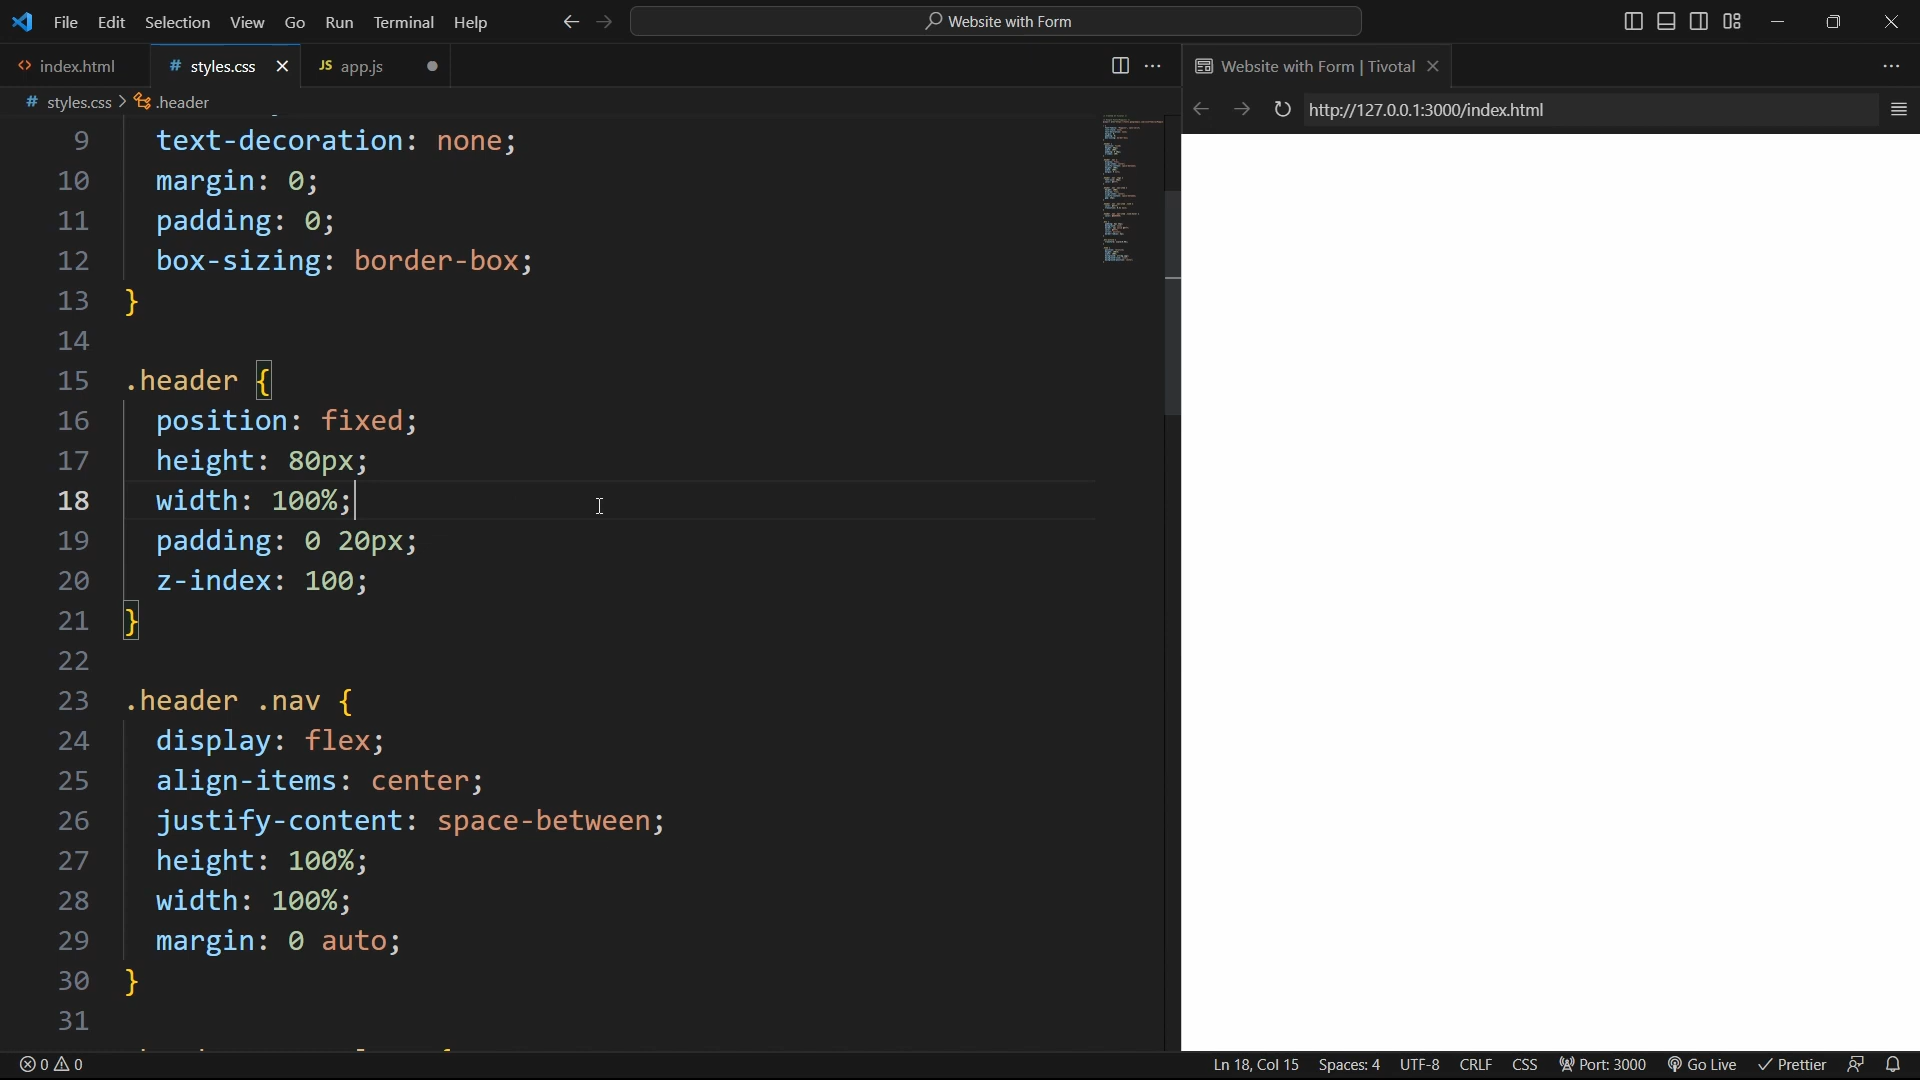 File Edit Selection View Go Run Terminal Help
Website with Form
index.html
# styles.css
JS app.js
Website with Form | Tivotal
# styles.css > .header
http://127.0.0.1:3000/index.html
9 text-decoration: none;
10 margin: 0;
11 padding: 0;
12 box-sizing: border-box;
13 }
14
15 .header {
16 position: fixed;
17 height: 80px;
18 width: 100%;
19 padding: 0 20px;
20 z-index: 100;
21 }
22
23 .header .nav {
24 display: flex;
25 align-items: center;
26 justify-content: space-between;
27 height: 100%;
28 width: 100%;
29 margin: 0 auto;
30 }
31
0 0 Ln 18, Col 15 Spaces: 4 UTF-8 CRLF CSS Port: 3000 Go Live Prettier